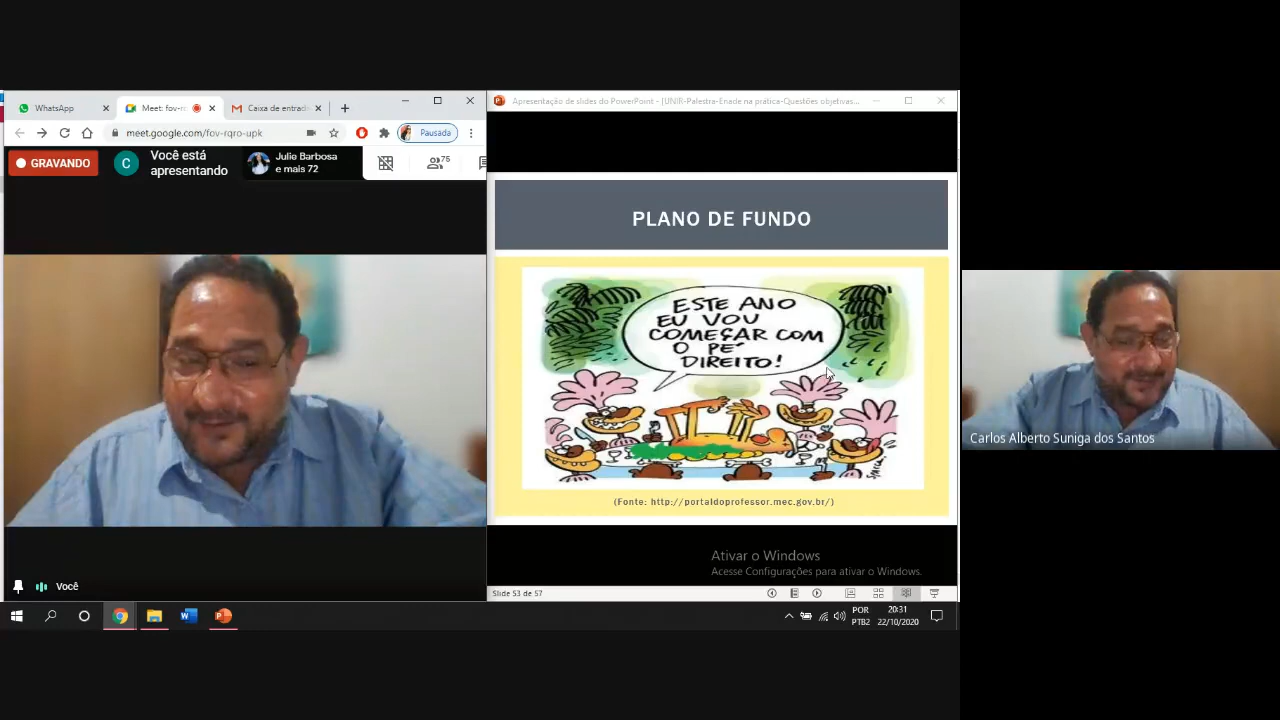 WhatsApp
Meet: fov-rq
Caixa de entrad
meet.google.com/fov-rqro-upk
Pausada
GRAVANDO
C
Você está
apresentando
Julie Barbosa
e mais 72
75
Você
Apresentação de slides do PowerPoint - [UNIR-Palestra-Enade na prática-Questões objetivas...
PLANO DE FUNDO
ESTE ANO
EU VOU
COMEÇAR COM
O PÉ
DIREITO!
(Fonte: http://portaldoprofessor.mec.gov.br/)
Ativar o Windows
Acesse Configurações para ativar o Windows.
Slide 53 de 57
POR
PTB2
20:31
22/10/2020
Carlos Alberto Suniga dos Santos